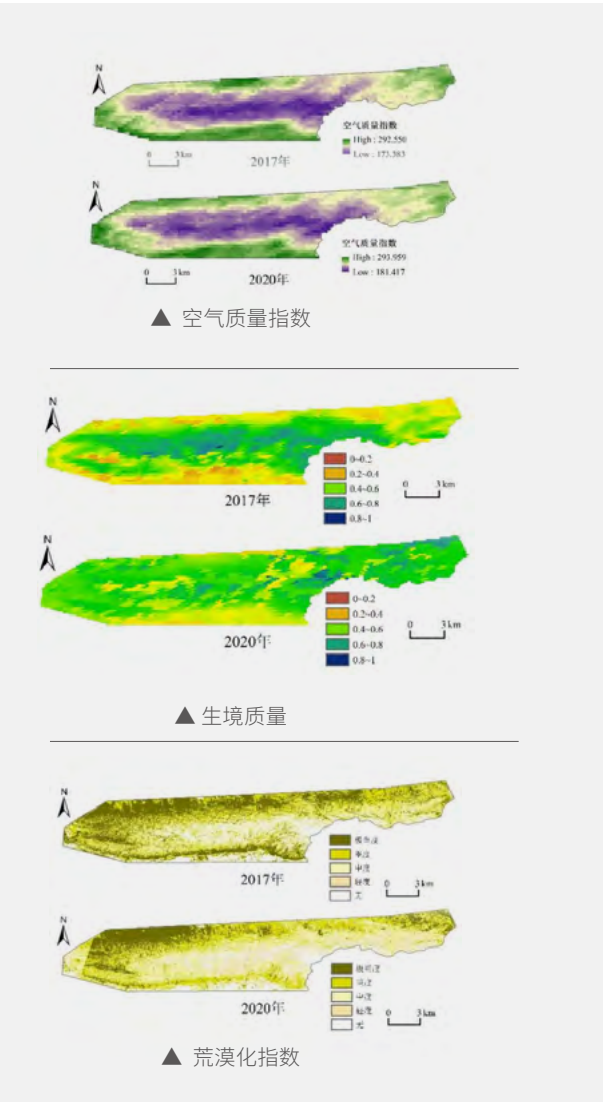 N
空气质量指数
High : 292.550
Low : 173.383
0 3km
2017年
N
空气质量指数
High : 293.959
Low : 181.417
0 3km
2020年
▲ 空气质量指数
N
0~0.2
0.2~0.4
0.4~0.6
0.6~0.8
0.8~1
0 3km
2017年
N
0~0.2
0.2~0.4
0.4~0.6
0.6~0.8
0.8~1
0 3km
2020年
▲ 生境质量
N
中度
轻度
无
0 3km
2017年
N
中度
轻度
无
0 3km
2020年
▲ 荒漠化指数